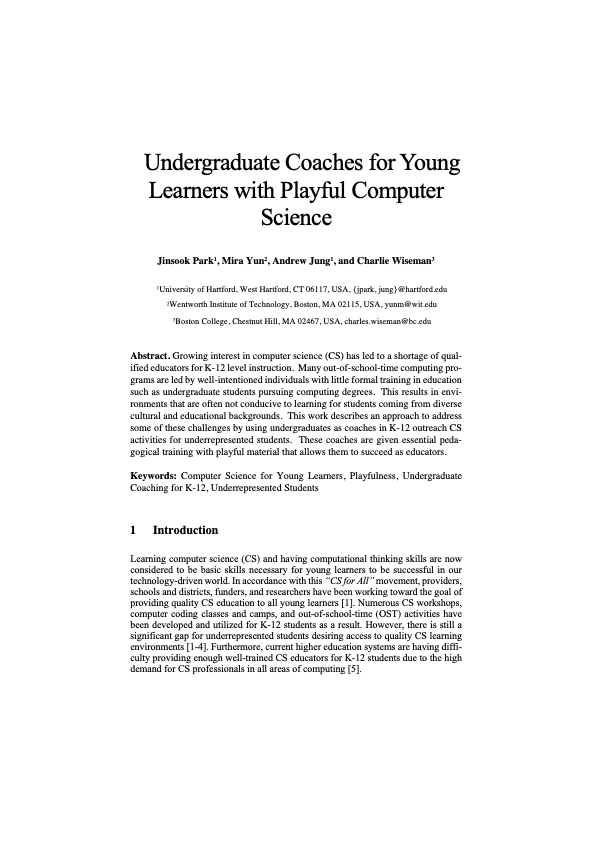 Undergraduate Coaches for Young
Learners with Playful Computer
Science
Jinsook Park¹, Mira Yun², Andrew Jung¹, and Charlie Wiseman³
¹University of Hartford, West Hartford, CT 06117, USA, {jpark, jung}@hartford.edu
²Wentworth Institute of Technology, Boston, MA 02115, USA, yunm@wit.edu
³Boston College, Chestnut Hill, MA 02467, USA, charles.wiseman@bc.edu
Abstract. Growing interest in computer science (CS) has led to a shortage of qual-
ified educators for K-12 level instruction. Many out-of-school-time computing pro-
grams are led by well-intentioned individuals with little formal training in education
such as undergraduate students pursuing computing degrees. This results in envi-
ronments that are often not conducive to learning for students coming from diverse
cultural and educational backgrounds. This work describes an approach to address
some of these challenges by using undergraduates as coaches in K-12 outreach CS
activities for underrepresented students. These coaches are given essential peda-
gogical training with playful material that allows them to succeed as educators.
Keywords: Computer Science for Young Learners, Playfulness, Undergraduate
Coaching for K-12, Underrepresented Students
1 Introduction
Learning computer science (CS) and having computational thinking skills are now
considered to be basic skills necessary for young learners to be successful in our
technology-driven world. In accordance with this “CS for All” movement, providers,
schools and districts, funders, and researchers have been working toward the goal of
providing quality CS education to all young learners [1]. Numerous CS workshops,
computer coding classes and camps, and out-of-school-time (OST) activities have
been developed and utilized for K-12 students as a result. However, there is still a
significant gap for underrepresented students desiring access to quality CS learning
environments [1-4]. Furthermore, current higher education systems are having diffi-
culty providing enough well-trained CS educators for K-12 students due to the high
demand for CS professionals in all areas of computing [5].